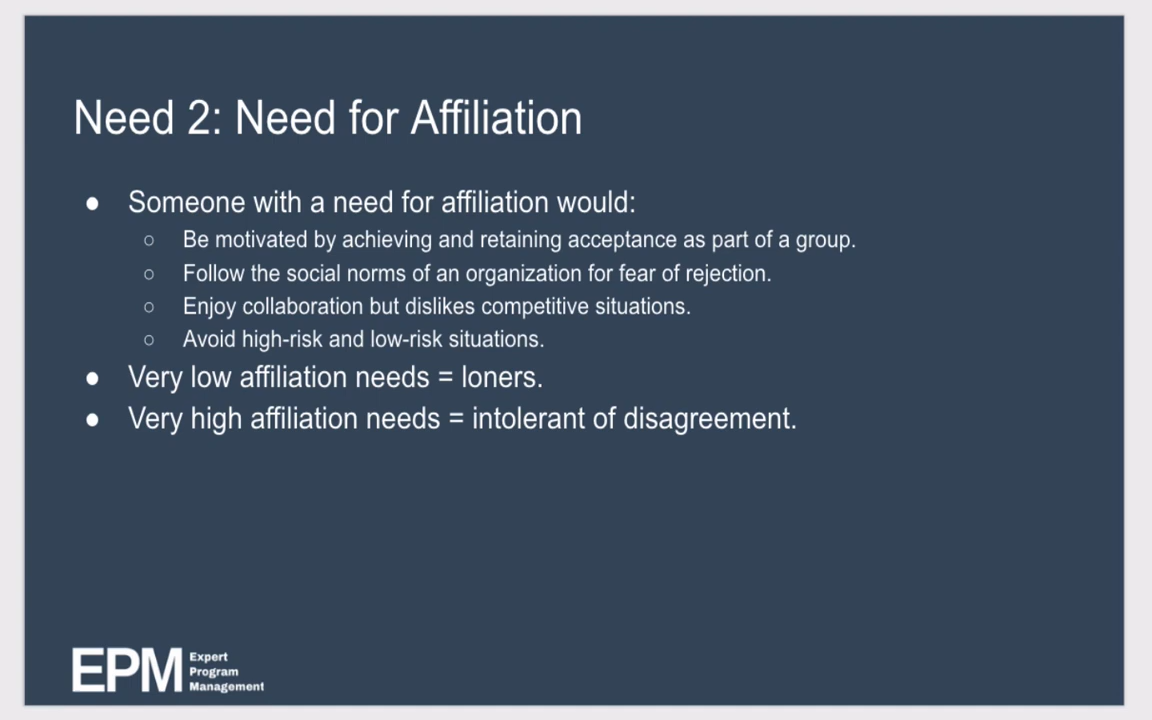 Need 2: Need for Affiliation
● Someone with a need for affiliation would:
○ Be motivated by achieving and retaining acceptance as part of a group.
○ Follow the social norms of an organization for fear of rejection.
○ Enjoy collaboration but dislikes competitive situations.
○ Avoid high-risk and low-risk situations.
● Very low affiliation needs = loners.
● Very high affiliation needs = intolerant of disagreement.
EPM
Expert
Program
Management